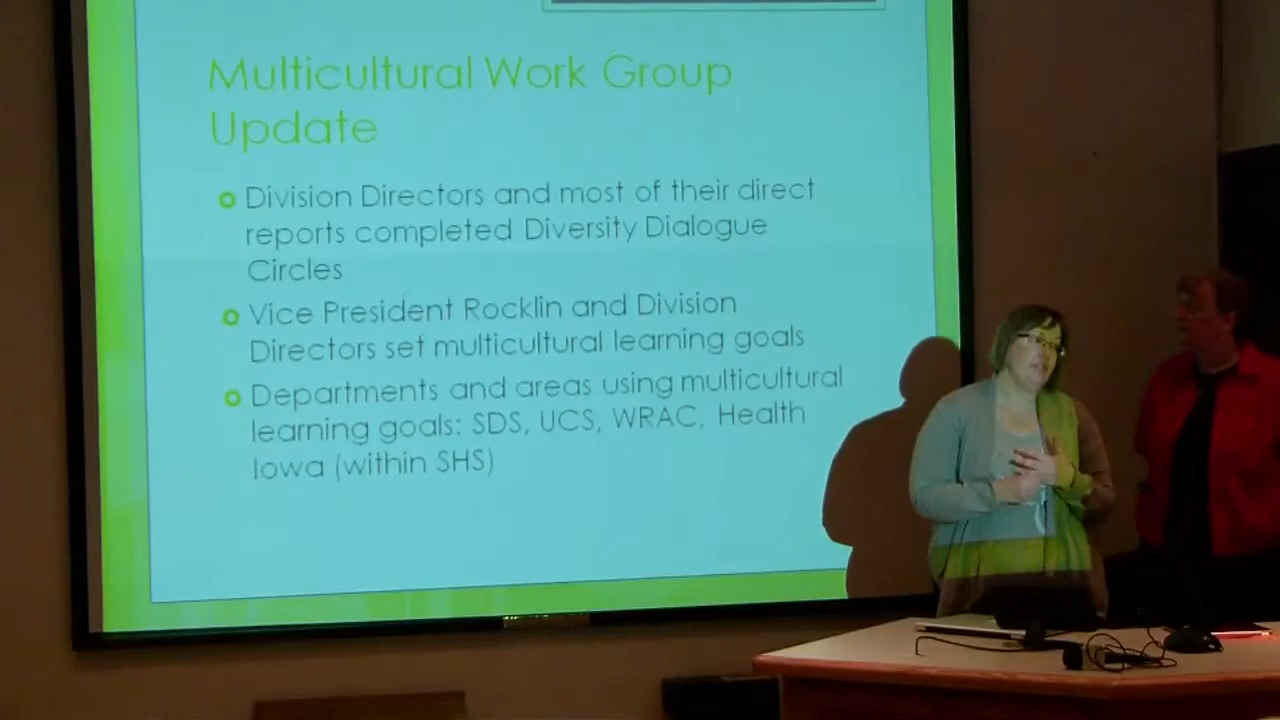 Multicultural Work Group
Update
Division Directors and most of their direct
reports completed Diversity Dialogue
Circles
Vice President Rocklin and Division
Directors set multicultural learning goals
Departments and areas using multicultural
learning goals: SDS, UCS, WRAC, Health
Iowa (within SHS)